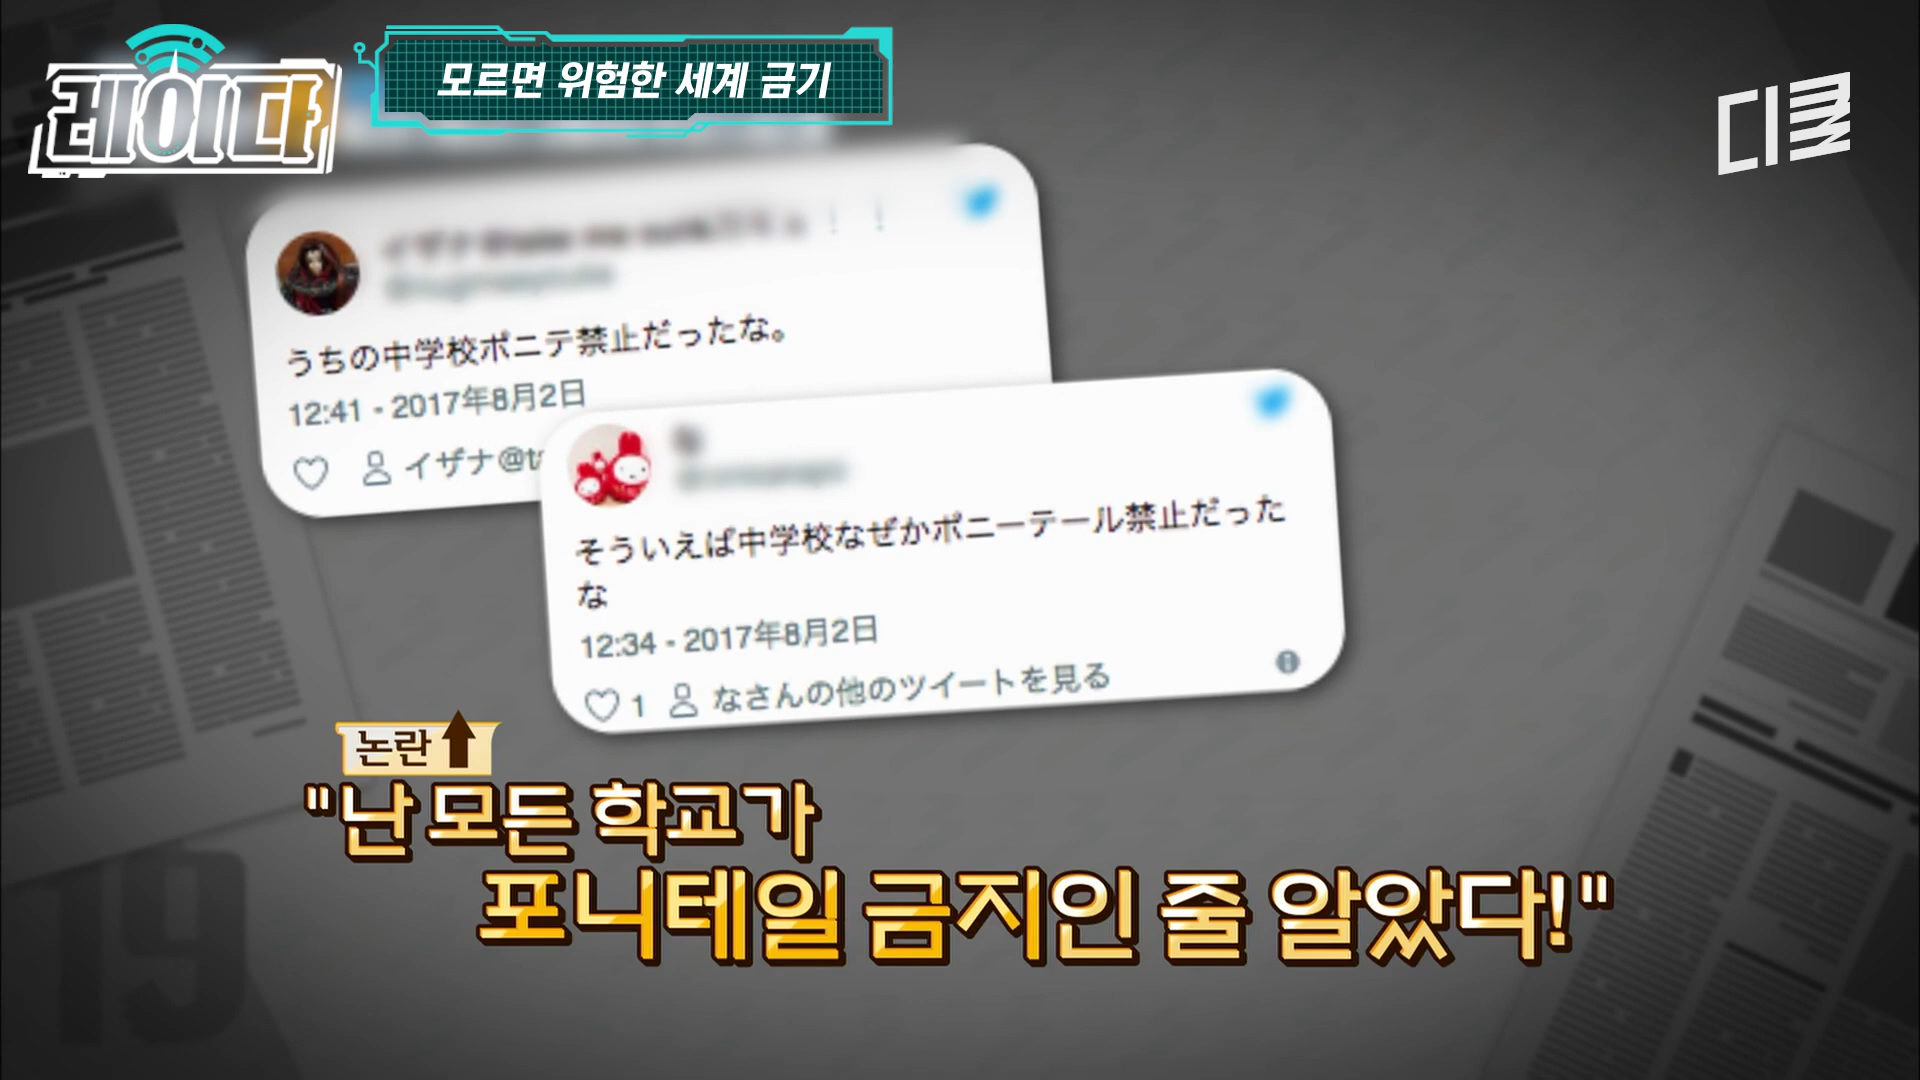 레이다
모르면 위험한 세계 금기
디글
うちの中学校ポニテ禁止だったな。
12:41 - 2017年8月2日
イザナ@ta
そういえば中学校なぜかポニーテール禁止だった
な
12:34 - 2017年8月2日
1 なさんの他のツイートを見る
논란
"난 모든 학교가
포니테일 금지인 줄 알았다!"
19